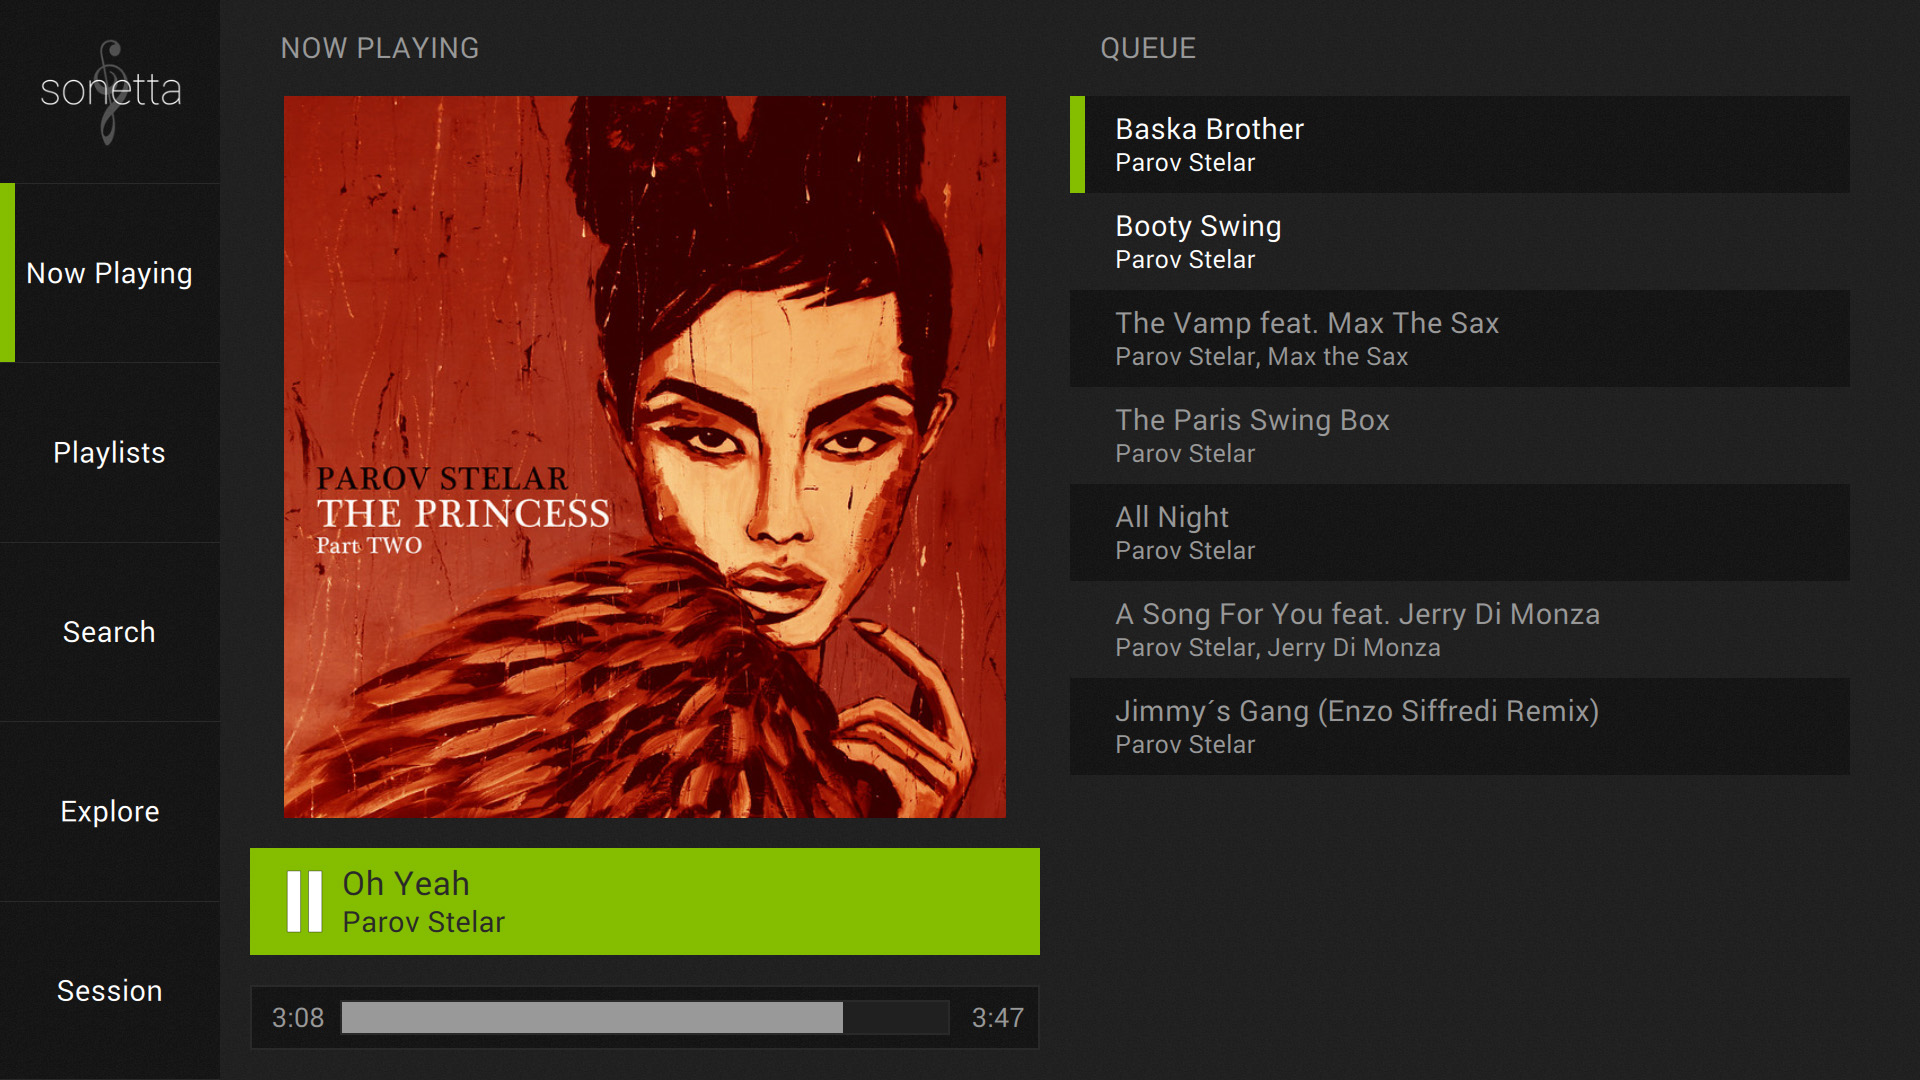 sonetta
Now Playing
Playlists
Search
Explore
Session
NOW PLAYING
PAROV STELAR
THE PRINCESS
Part TWO
Oh Yeah
Parov Stelar
3:08
3:47
QUEUE
Baska Brother
Parov Stelar
Booty Swing
Parov Stelar
The Vamp feat. Max The Sax
Parov Stelar, Max the Sax
The Paris Swing Box
Parov Stelar
All Night
Parov Stelar
A Song For You feat. Jerry Di Monza
Parov Stelar, Jerry Di Monza
Jimmy´s Gang (Enzo Siffredi Remix)
Parov Stelar